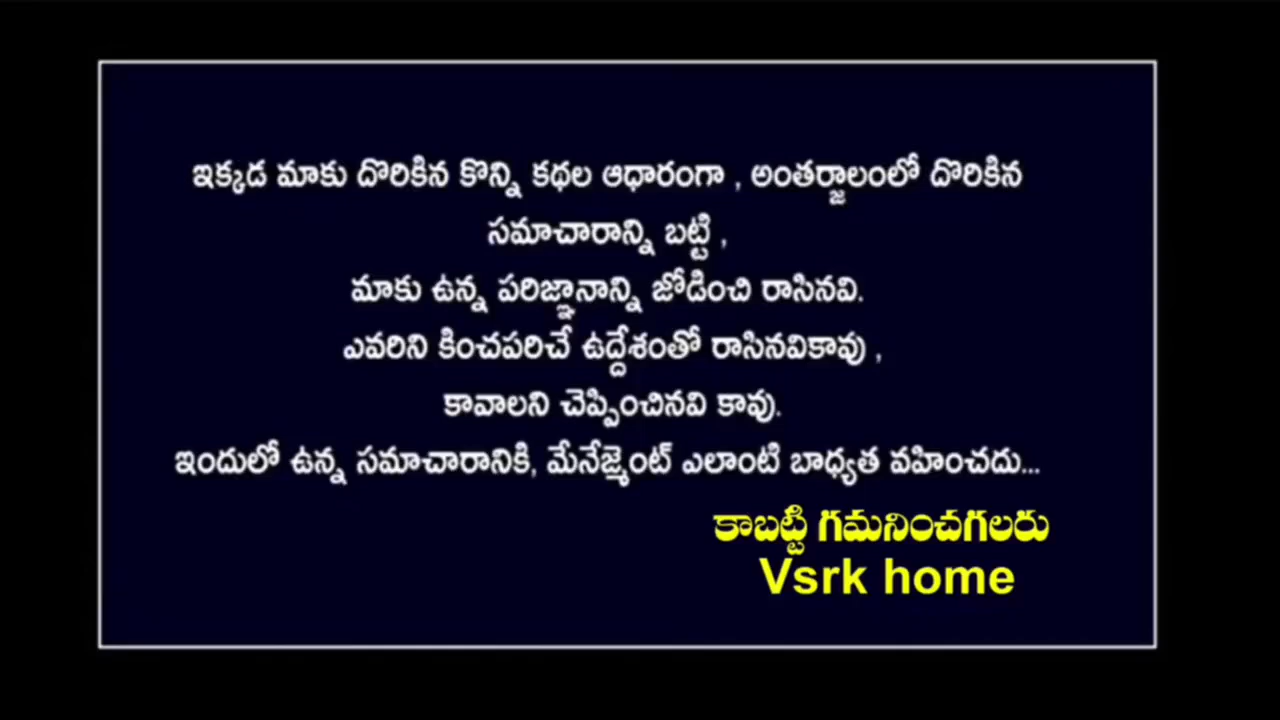 ఇక్కడ మాకు దొరికిన కొన్ని కథల ఆధారంగా , అంతర్జాలంలో దొరికిన
సమాచారాన్ని బట్టి ,
మాకు ఉన్న పరిజ్ఞానాన్ని జోడించి రాసినవి.
ఎవరిని కించపరిచే ఉద్దేశంతో రాసినవికావు ,
కావాలని చెప్పించినవి కావు.
ఇందులో ఉన్న సమాచారానికి, మేనేజ్మెంట్ ఎలాంటి బాధ్యత వహించదు...
కాబట్టి గమనించగలరు
Vsrk home